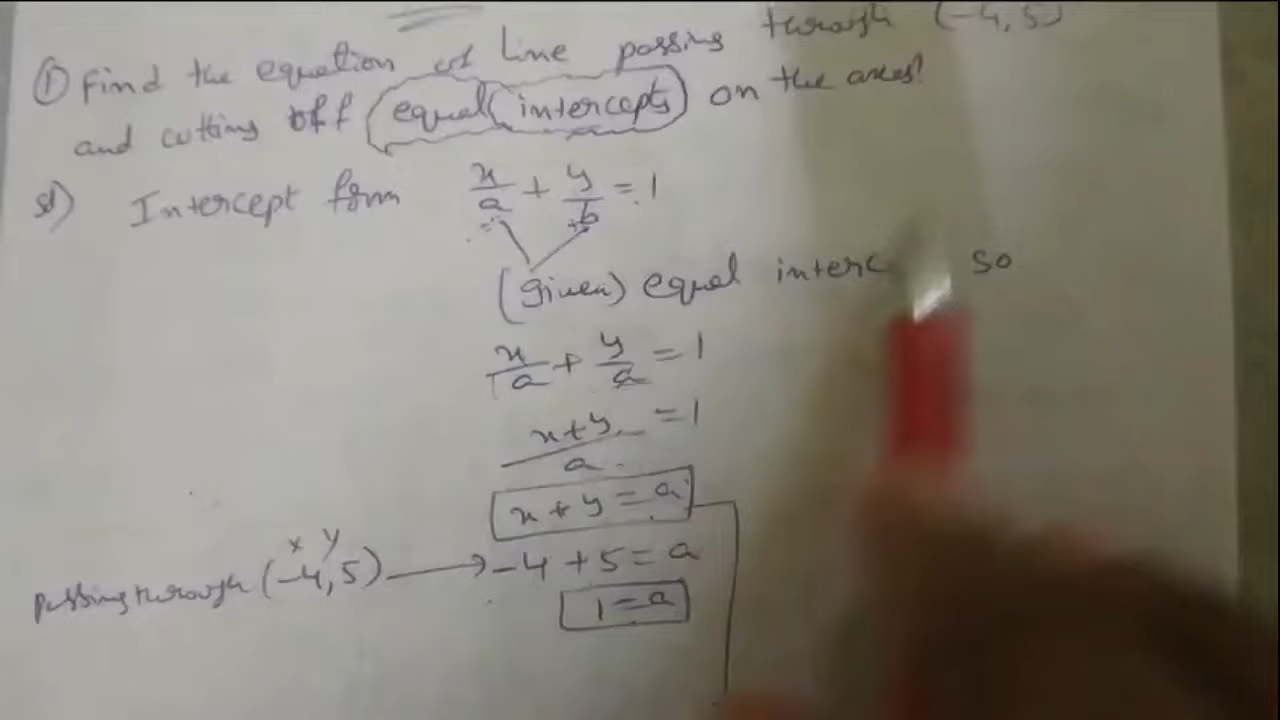 ① Find the equation of Line passing through (-4, 5)
and cutting off equal intercepts on the axes?
sol) Intercept form x/a + y/b = 1
(given) equal so
x/a + y/a = 1
x+y/a = 1
x + y = a
x y
passing through (-4, 5) → -4 + 5 = a
1 = a